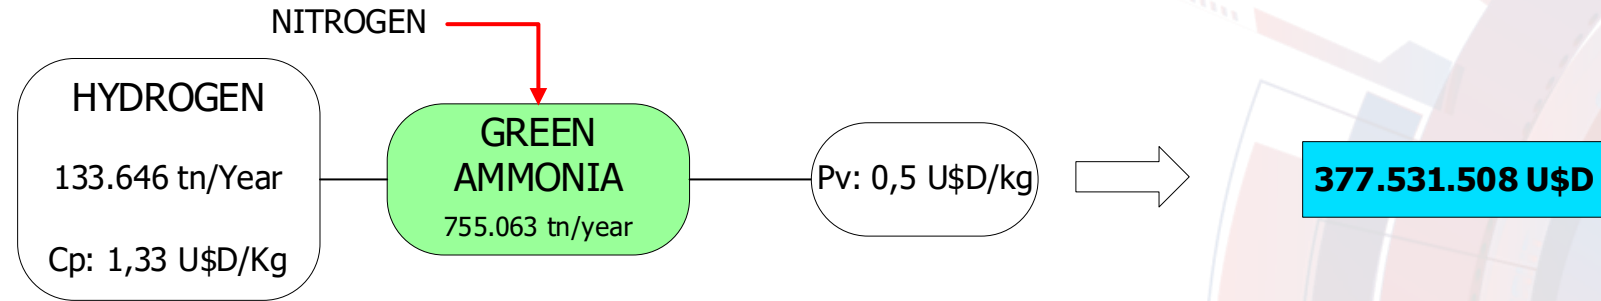 NITROGEN
HYDROGEN
133.646 tn/Year
Cp: 1,33 U$D/Kg
GREEN
AMMONIA
755.063 tn/year
Pv: 0,5 U$D/kg
377.531.508 U$D